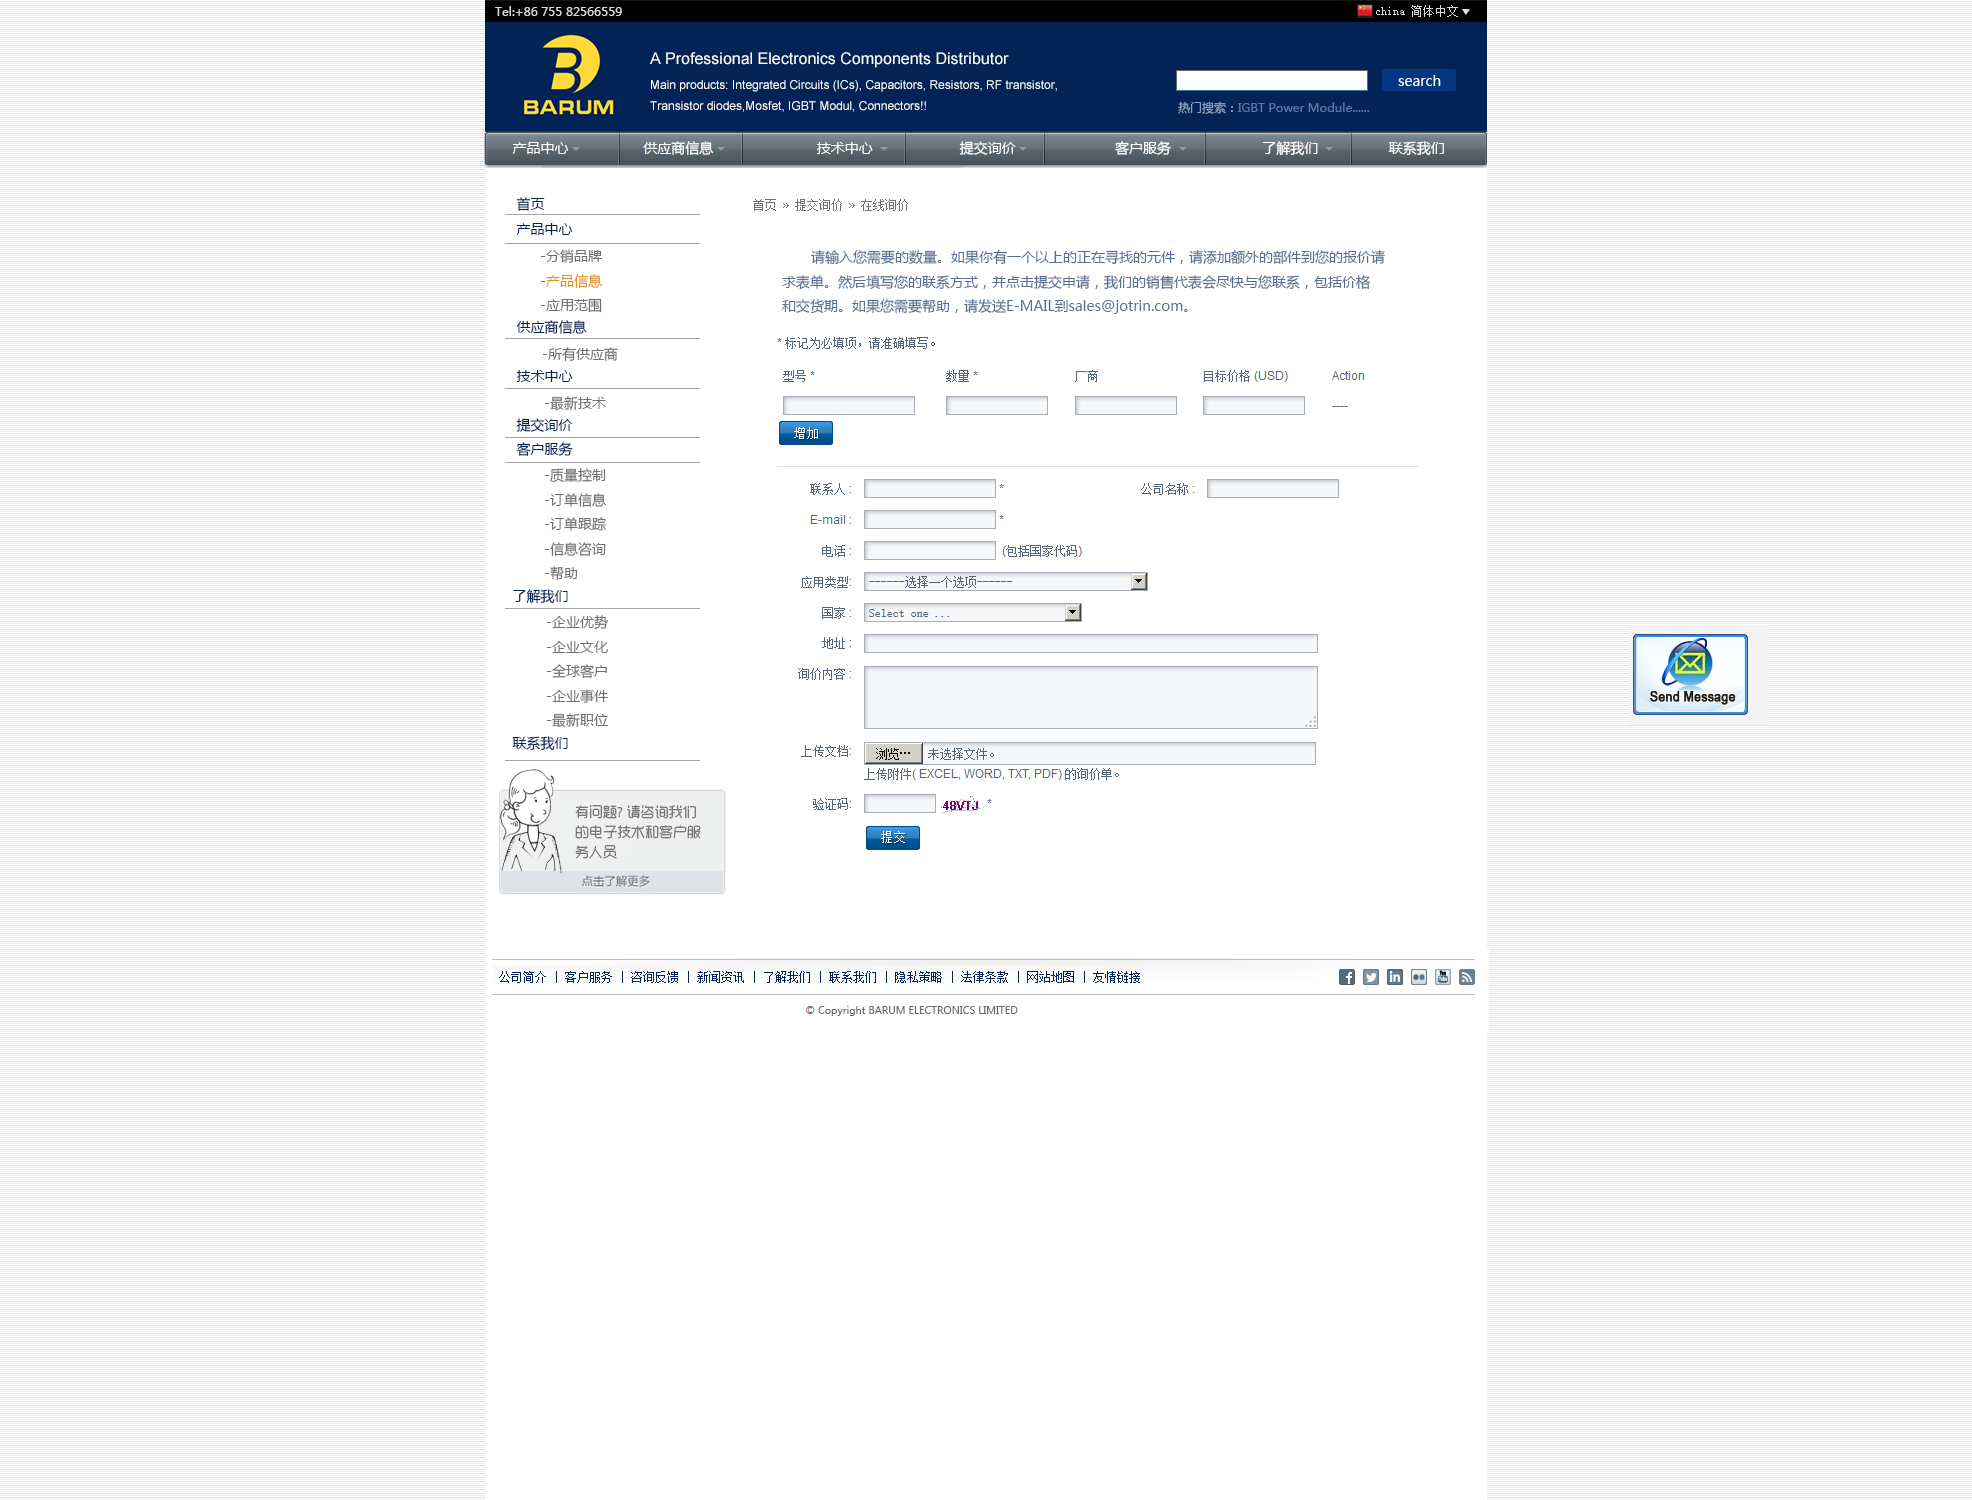 Tel:+86 755 82566559
china 简体中文
BARUM
A Professional Electronics Components Distributor
Main products: Integrated Circuits (ICs), Capacitors, Resistors, RF transistor,
Transistor diodes,Mosfet, IGBT Modul, Connectors!!
search
热门搜索：IGBT Power Module......
产品中心 供应商信息 技术中心 提交询价 客户服务 了解我们 联系我们
首页
产品中心
-分销品牌
-产品信息
-应用范围
供应商信息
-所有供应商
技术中心
-最新技术
提交询价
客户服务
-质量控制
-订单信息
-订单跟踪
-信息咨询
-帮助
了解我们
-企业优势
-企业文化
-全球客户
-企业事件
-最新职位
联系我们
有问题? 请咨询我们
的电子技术和客户服
务人员
点击了解更多
首页 » 提交询价 » 在线询价
请输入您需要的数量。如果你有一个以上的正在寻找的元件，请添加额外的部件到您的报价请
求表单。然后填写您的联系方式，并点击提交申请，我们的销售代表会尽快与您联系，包括价格
和交货期。如果您需要帮助，请发送E-MAIL到sales@jotrin.com。
* 标记为必填项，请准确填写。
型号 * 数量 * 厂商 目标价格 (USD) Action
----
增加
联系人 : * 公司名称 :
E-mail : *
电话 : (包括国家代码)
应用类型: ------选择一个选项------
国家 : Select one ...
地址 :
询价内容 :
上传文档: 浏览… 未选择文件。
上传附件( EXCEL, WORD, TXT, PDF) 的询价单。
验证码: 48VTJ *
提交
Send Message
公司简介 | 客户服务 | 咨询反馈 | 新闻资讯 | 了解我们 | 联系我们 | 隐私策略 | 法律条款 | 网站地图 | 友情链接
© Copyright BARUM ELECTRONICS LIMITED